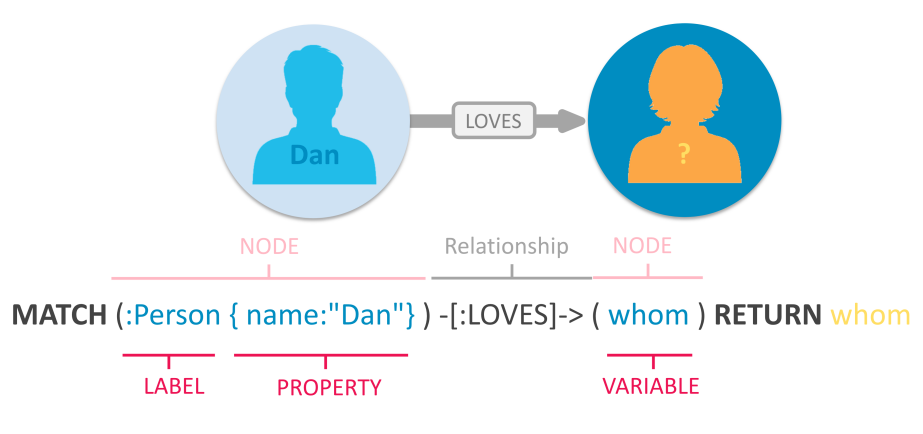 Dan
LOVES
?
NODE Relationship NODE
MATCH (:Person { name:"Dan"} ) -[:LOVES]-> ( whom ) RETURN whom
LABEL PROPERTY VARIABLE